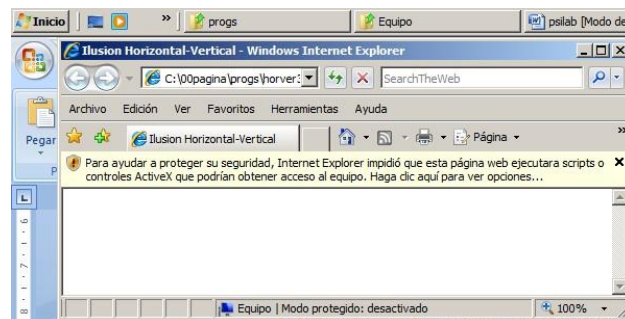 Inicio
»
progs
Equipo
psilab [Modo de
Ilusion Horizontal-Vertical - Windows Internet Explorer
C:\00pagina\progs\horver
SearchTheWeb
Archivo Edición Ver Favoritos Herramientas Ayuda
Pegar
Ilusion Horizontal-Vertical
Página
»
Para ayudar a proteger su seguridad, Internet Explorer impidió que esta página web ejecutara scripts o
controles ActiveX que podrían obtener acceso al equipo. Haga clic aquí para ver opciones...
P
L
6
7
8
Equipo | Modo protegido: desactivado
100%